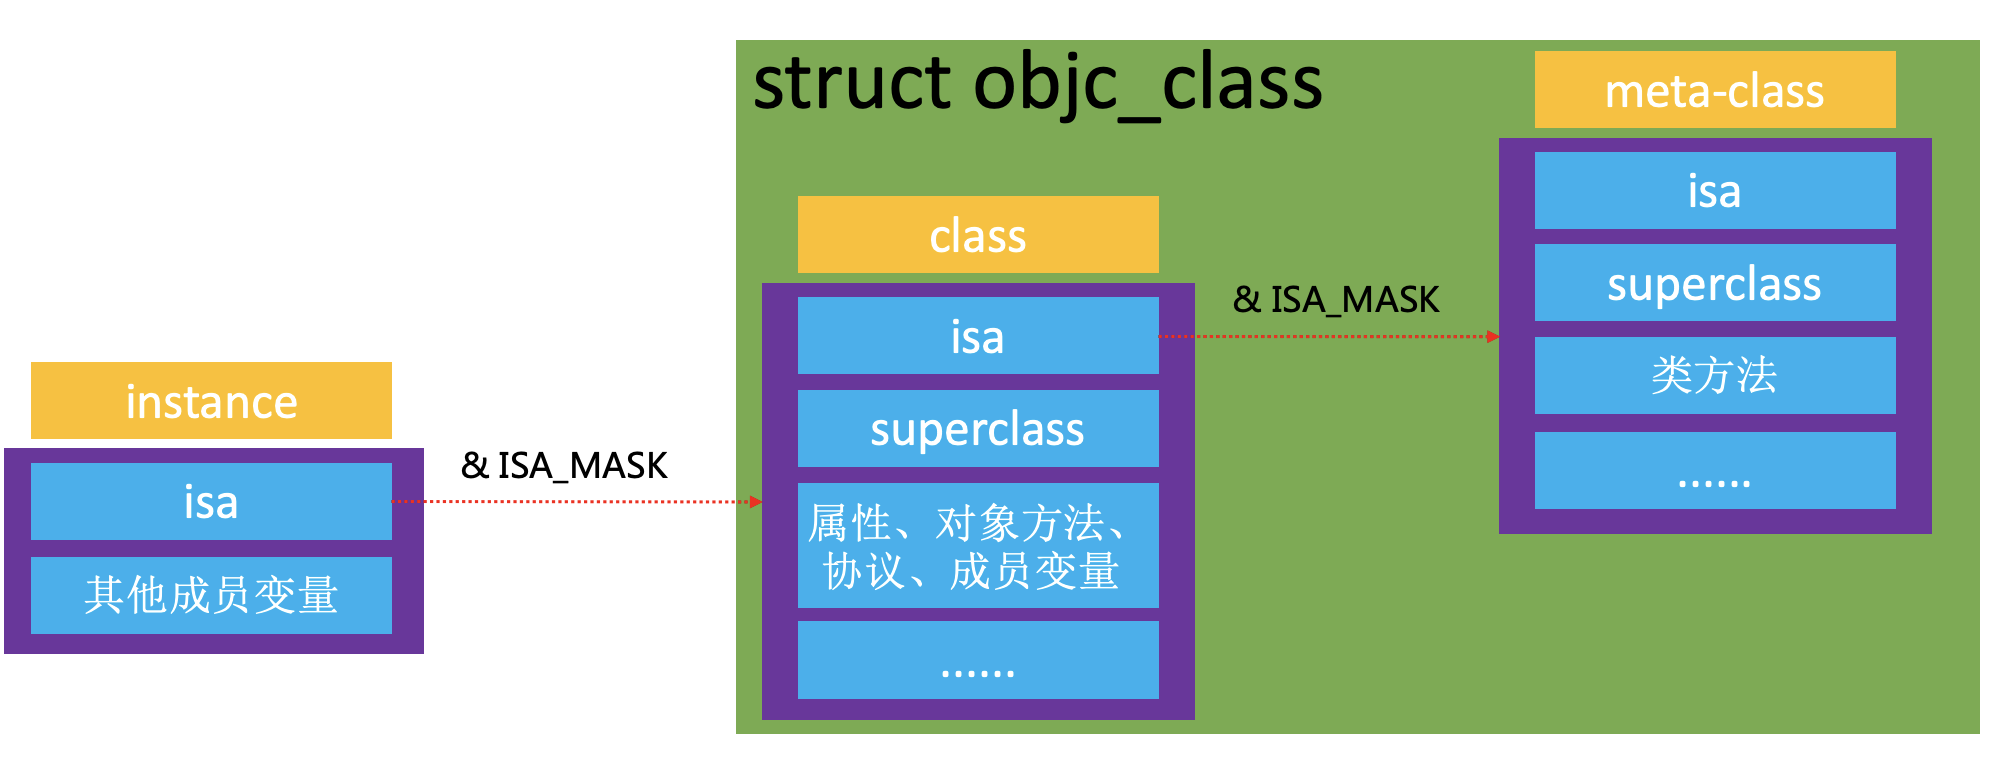 struct objc_class
instance
isa
其他成员变量
& ISA_MASK
class
isa
superclass
属性、对象方法、
协议、成员变量
......
& ISA_MASK
meta-class
isa
superclass
类方法
......